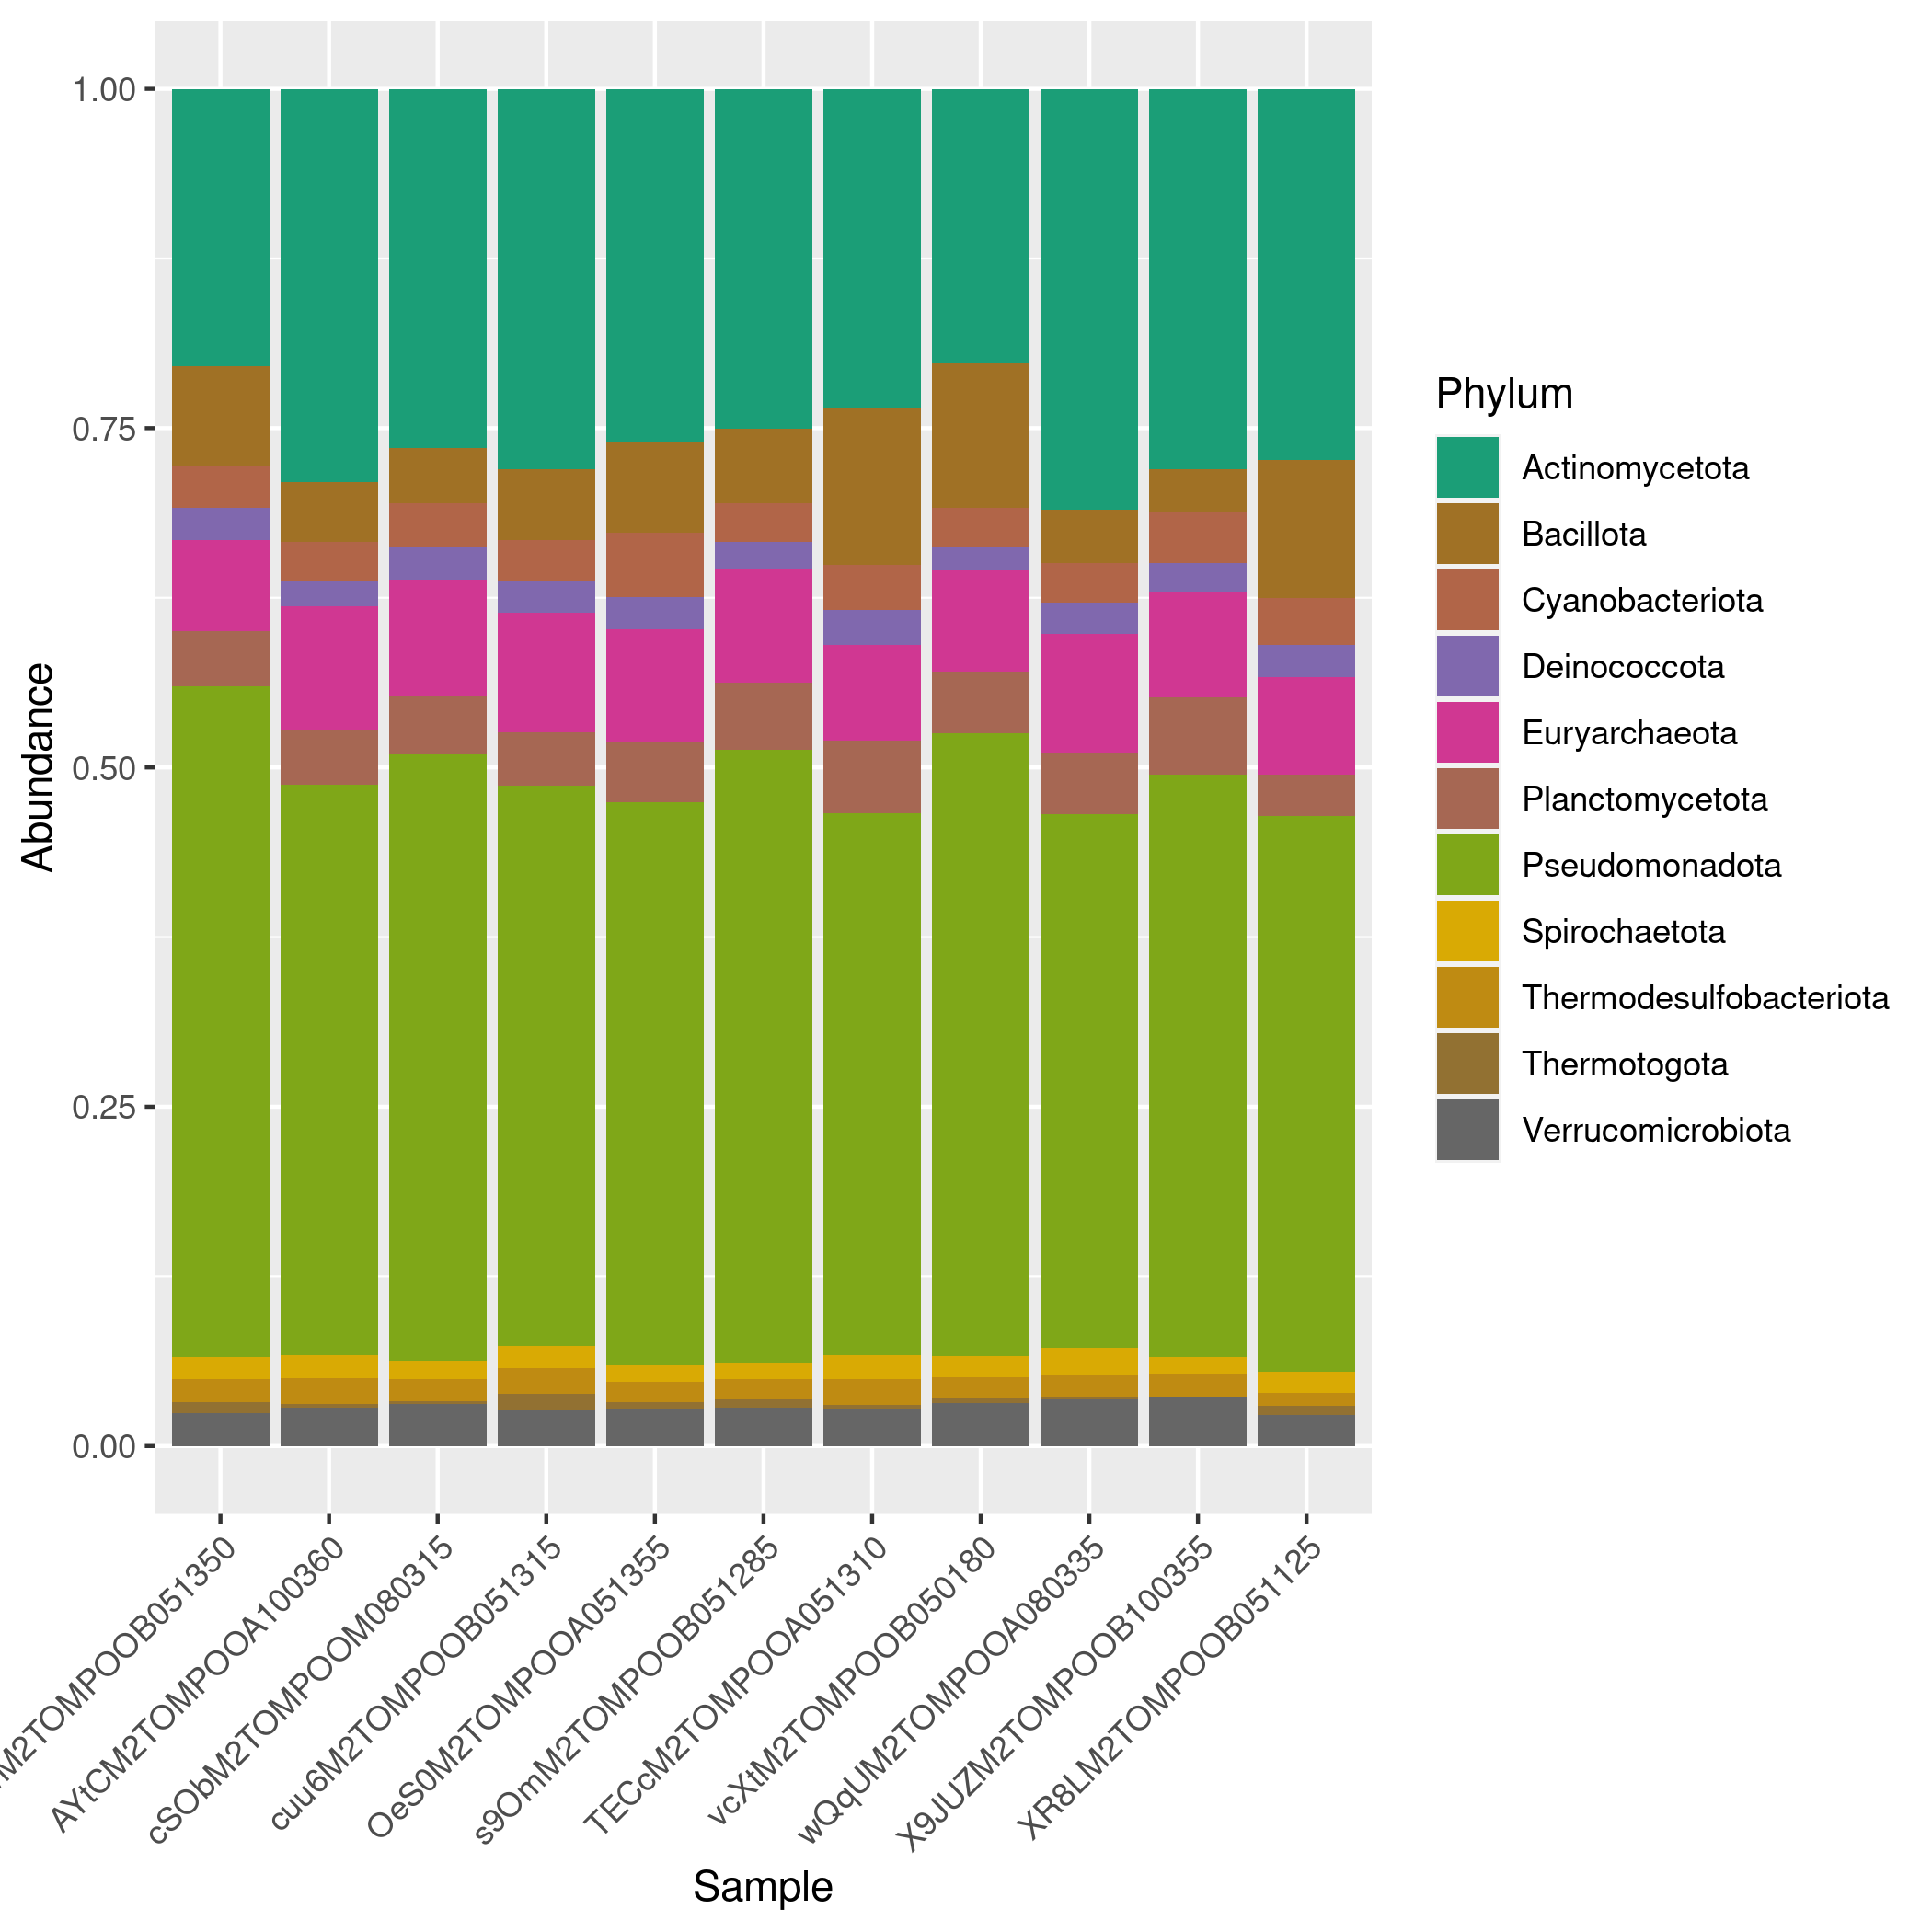 Abundance
1.00
0.75
0.50
0.25
0.00
M2TOMPOOB051350
AYtCM2TOMPOOA100360
cSObM2TOMPOOM080315
cuu6M2TOMPOOB051315
OeS0M2TOMPOOA051355
s9OmM2TOMPOOB051285
TECcM2TOMPOOA051310
vcXtM2TOMPOOB050180
wQqUM2TOMPOOA080335
X9JUZM2TOMPOOB100355
XR8LM2TOMPOOB051125
Sample
Phylum
Actinomycetota
Bacillota
Cyanobacteriota
Deinococcota
Euryarchaeota
Planctomycetota
Pseudomonadota
Spirochaetota
Thermodesulfobacteriota
Thermotogota
Verrucomicrobiota